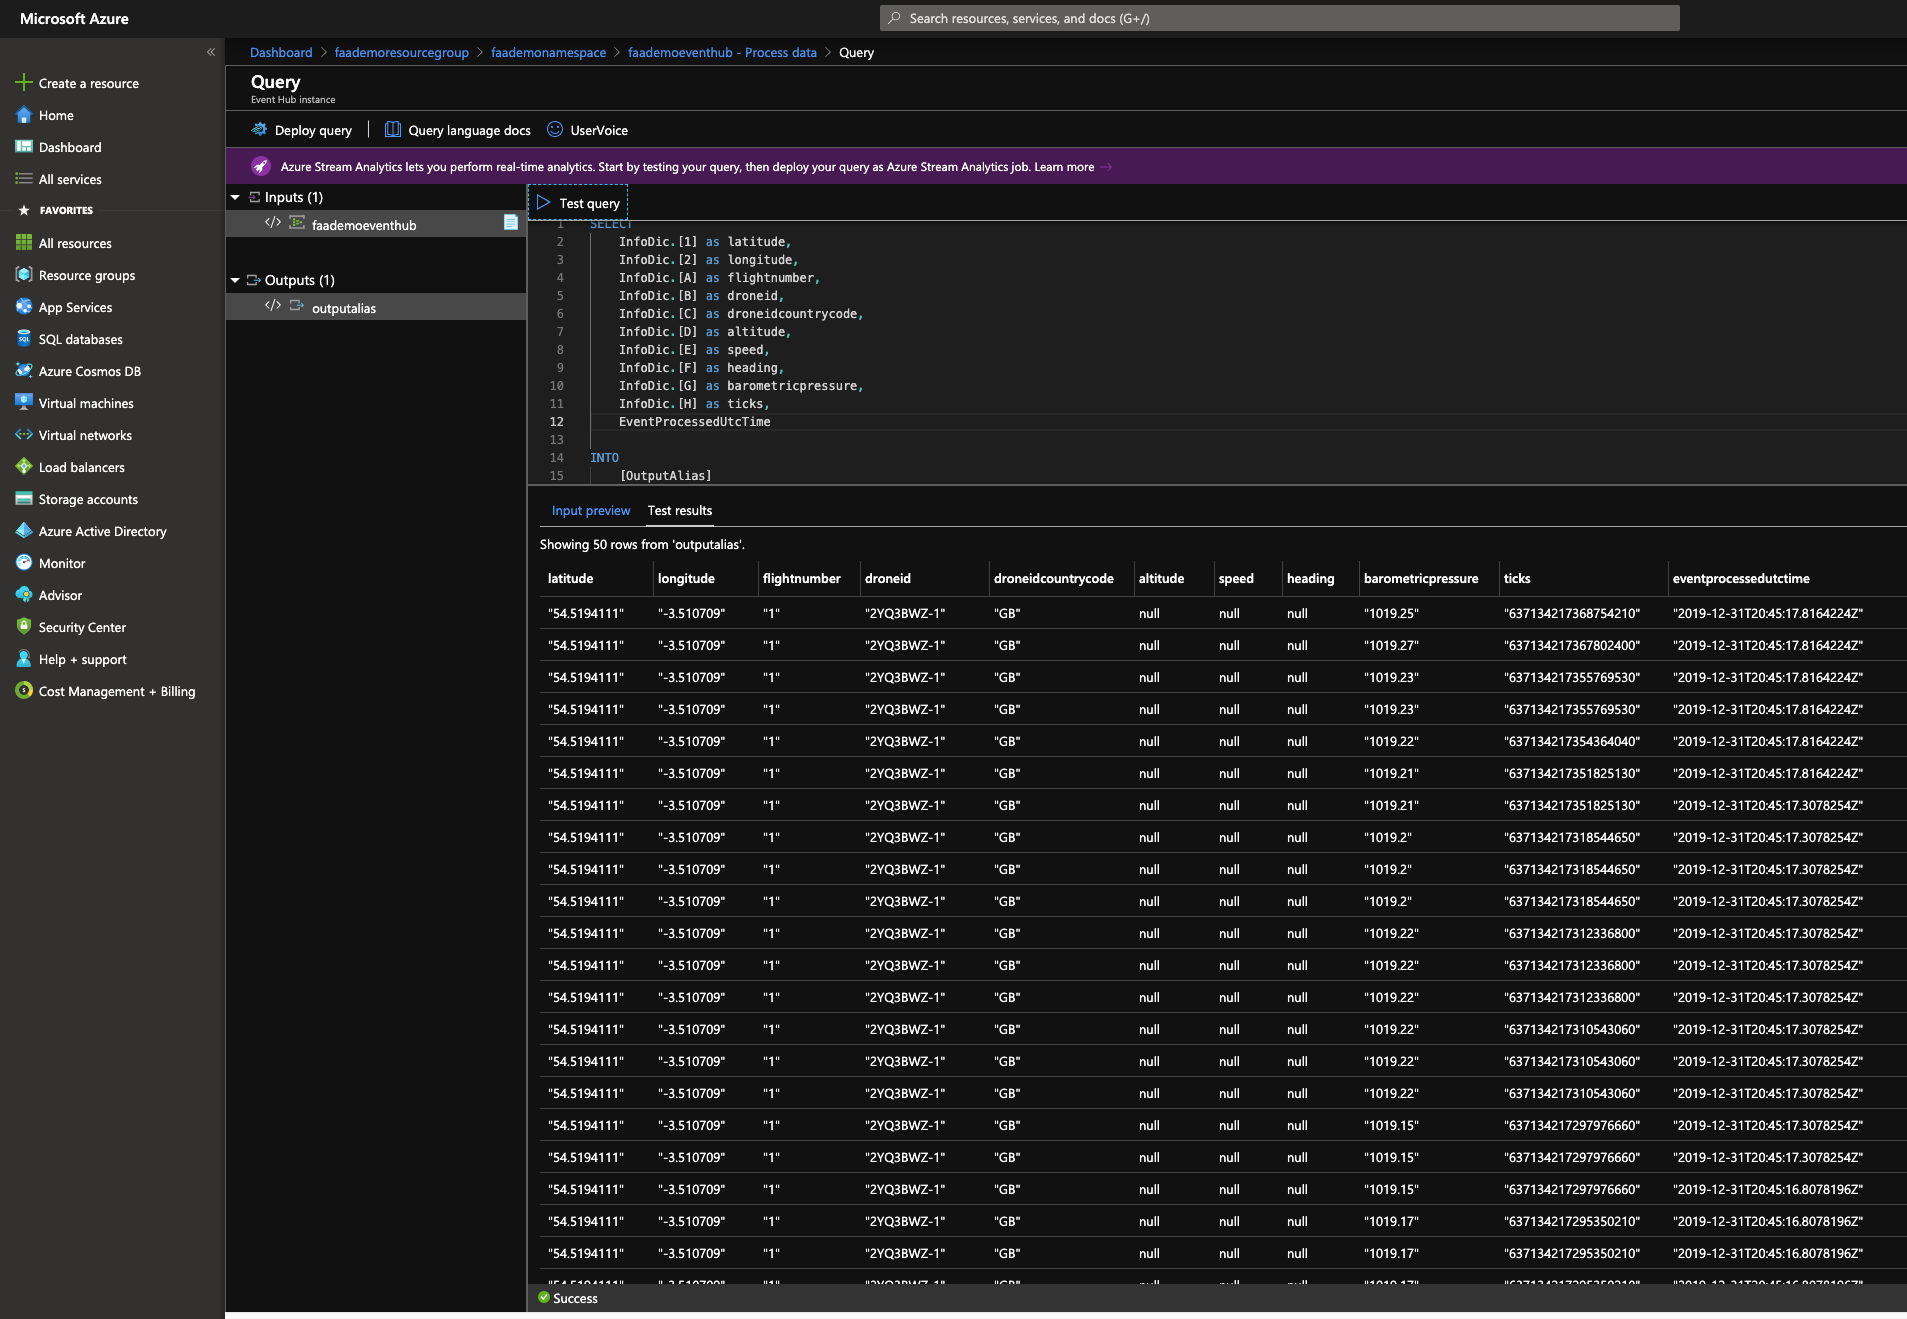 Microsoft Azure
Search resources, services, and docs (G+/)
«
Create a resource
Home
Dashboard
All services
FAVORITES
All resources
Resource groups
App Services
SQL databases
Azure Cosmos DB
Virtual machines
Virtual networks
Load balancers
Storage accounts
Azure Active Directory
Monitor
Advisor
Security Center
Help + support
Cost Management + Billing
Dashboard > faademoresourcegroup > faademonamespace > faademoeventhub - Process data > Query
Query
Event Hub instance
Deploy query | Query language docs UserVoice
Azure Stream Analytics lets you perform real-time analytics. Start by testing your query, then deploy your query as Azure Stream Analytics job. Learn more →
Inputs (1)
</> faademoeventhub
Outputs (1)
</> outputalias
Test query
1 SELECT
2 InfoDic.[1] as latitude,
3 InfoDic.[2] as longitude,
4 InfoDic.[A] as flightnumber,
5 InfoDic.[B] as droneid,
6 InfoDic.[C] as droneidcountrycode,
7 InfoDic.[D] as altitude,
8 InfoDic.[E] as speed,
9 InfoDic.[F] as heading,
10 InfoDic.[G] as barometricpressure,
11 InfoDic.[H] as ticks,
12 EventProcessedUtcTime
13
14 INTO
15 [OutputAlias]
Input preview Test results
Showing 50 rows from 'outputalias'.
latitude longitude flightnumber droneid droneidcountrycode altitude speed heading barometricpressure ticks eventprocessedutctime
"54.5194111" "-3.510709" "1" "2YQ3BWZ-1" "GB" null null null "1019.25" "637134217368754210" "2019-12-31T20:45:17.8164224Z"
"54.5194111" "-3.510709" "1" "2YQ3BWZ-1" "GB" null null null "1019.27" "637134217367802400" "2019-12-31T20:45:17.8164224Z"
"54.5194111" "-3.510709" "1" "2YQ3BWZ-1" "GB" null null null "1019.23" "637134217355769530" "2019-12-31T20:45:17.8164224Z"
"54.5194111" "-3.510709" "1" "2YQ3BWZ-1" "GB" null null null "1019.23" "637134217355769530" "2019-12-31T20:45:17.8164224Z"
"54.5194111" "-3.510709" "1" "2YQ3BWZ-1" "GB" null null null "1019.22" "637134217354364040" "2019-12-31T20:45:17.8164224Z"
"54.5194111" "-3.510709" "1" "2YQ3BWZ-1" "GB" null null null "1019.21" "637134217351825130" "2019-12-31T20:45:17.8164224Z"
"54.5194111" "-3.510709" "1" "2YQ3BWZ-1" "GB" null null null "1019.21" "637134217351825130" "2019-12-31T20:45:17.3078254Z"
"54.5194111" "-3.510709" "1" "2YQ3BWZ-1" "GB" null null null "1019.2" "637134217318544650" "2019-12-31T20:45:17.3078254Z"
"54.5194111" "-3.510709" "1" "2YQ3BWZ-1" "GB" null null null "1019.2" "637134217318544650" "2019-12-31T20:45:17.3078254Z"
"54.5194111" "-3.510709" "1" "2YQ3BWZ-1" "GB" null null null "1019.2" "637134217318544650" "2019-12-31T20:45:17.3078254Z"
"54.5194111" "-3.510709" "1" "2YQ3BWZ-1" "GB" null null null "1019.22" "637134217312336800" "2019-12-31T20:45:17.3078254Z"
"54.5194111" "-3.510709" "1" "2YQ3BWZ-1" "GB" null null null "1019.22" "637134217312336800" "2019-12-31T20:45:17.3078254Z"
"54.5194111" "-3.510709" "1" "2YQ3BWZ-1" "GB" null null null "1019.22" "637134217312336800" "2019-12-31T20:45:17.3078254Z"
"54.5194111" "-3.510709" "1" "2YQ3BWZ-1" "GB" null null null "1019.22" "637134217310543060" "2019-12-31T20:45:17.3078254Z"
"54.5194111" "-3.510709" "1" "2YQ3BWZ-1" "GB" null null null "1019.22" "637134217310543060" "2019-12-31T20:45:17.3078254Z"
"54.5194111" "-3.510709" "1" "2YQ3BWZ-1" "GB" null null null "1019.22" "637134217310543060" "2019-12-31T20:45:17.3078254Z"
"54.5194111" "-3.510709" "1" "2YQ3BWZ-1" "GB" null null null "1019.15" "637134217297976660" "2019-12-31T20:45:17.3078254Z"
"54.5194111" "-3.510709" "1" "2YQ3BWZ-1" "GB" null null null "1019.15" "637134217297976660" "2019-12-31T20:45:17.3078254Z"
"54.5194111" "-3.510709" "1" "2YQ3BWZ-1" "GB" null null null "1019.15" "637134217297976660" "2019-12-31T20:45:16.8078196Z"
"54.5194111" "-3.510709" "1" "2YQ3BWZ-1" "GB" null null null "1019.17" "637134217295350210" "2019-12-31T20:45:16.8078196Z"
"54.5194111" "-3.510709" "1" "2YQ3BWZ-1" "GB" null null null "1019.17" "637134217295350210" "2019-12-31T20:45:16.8078196Z"
Success